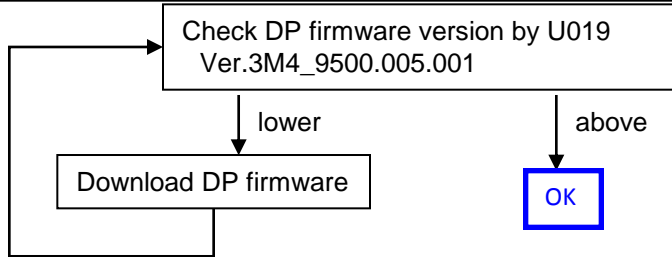 Check DP firmware version by U019
Ver.3M4_9500.005.001
lower
above
Download DP firmware
OK